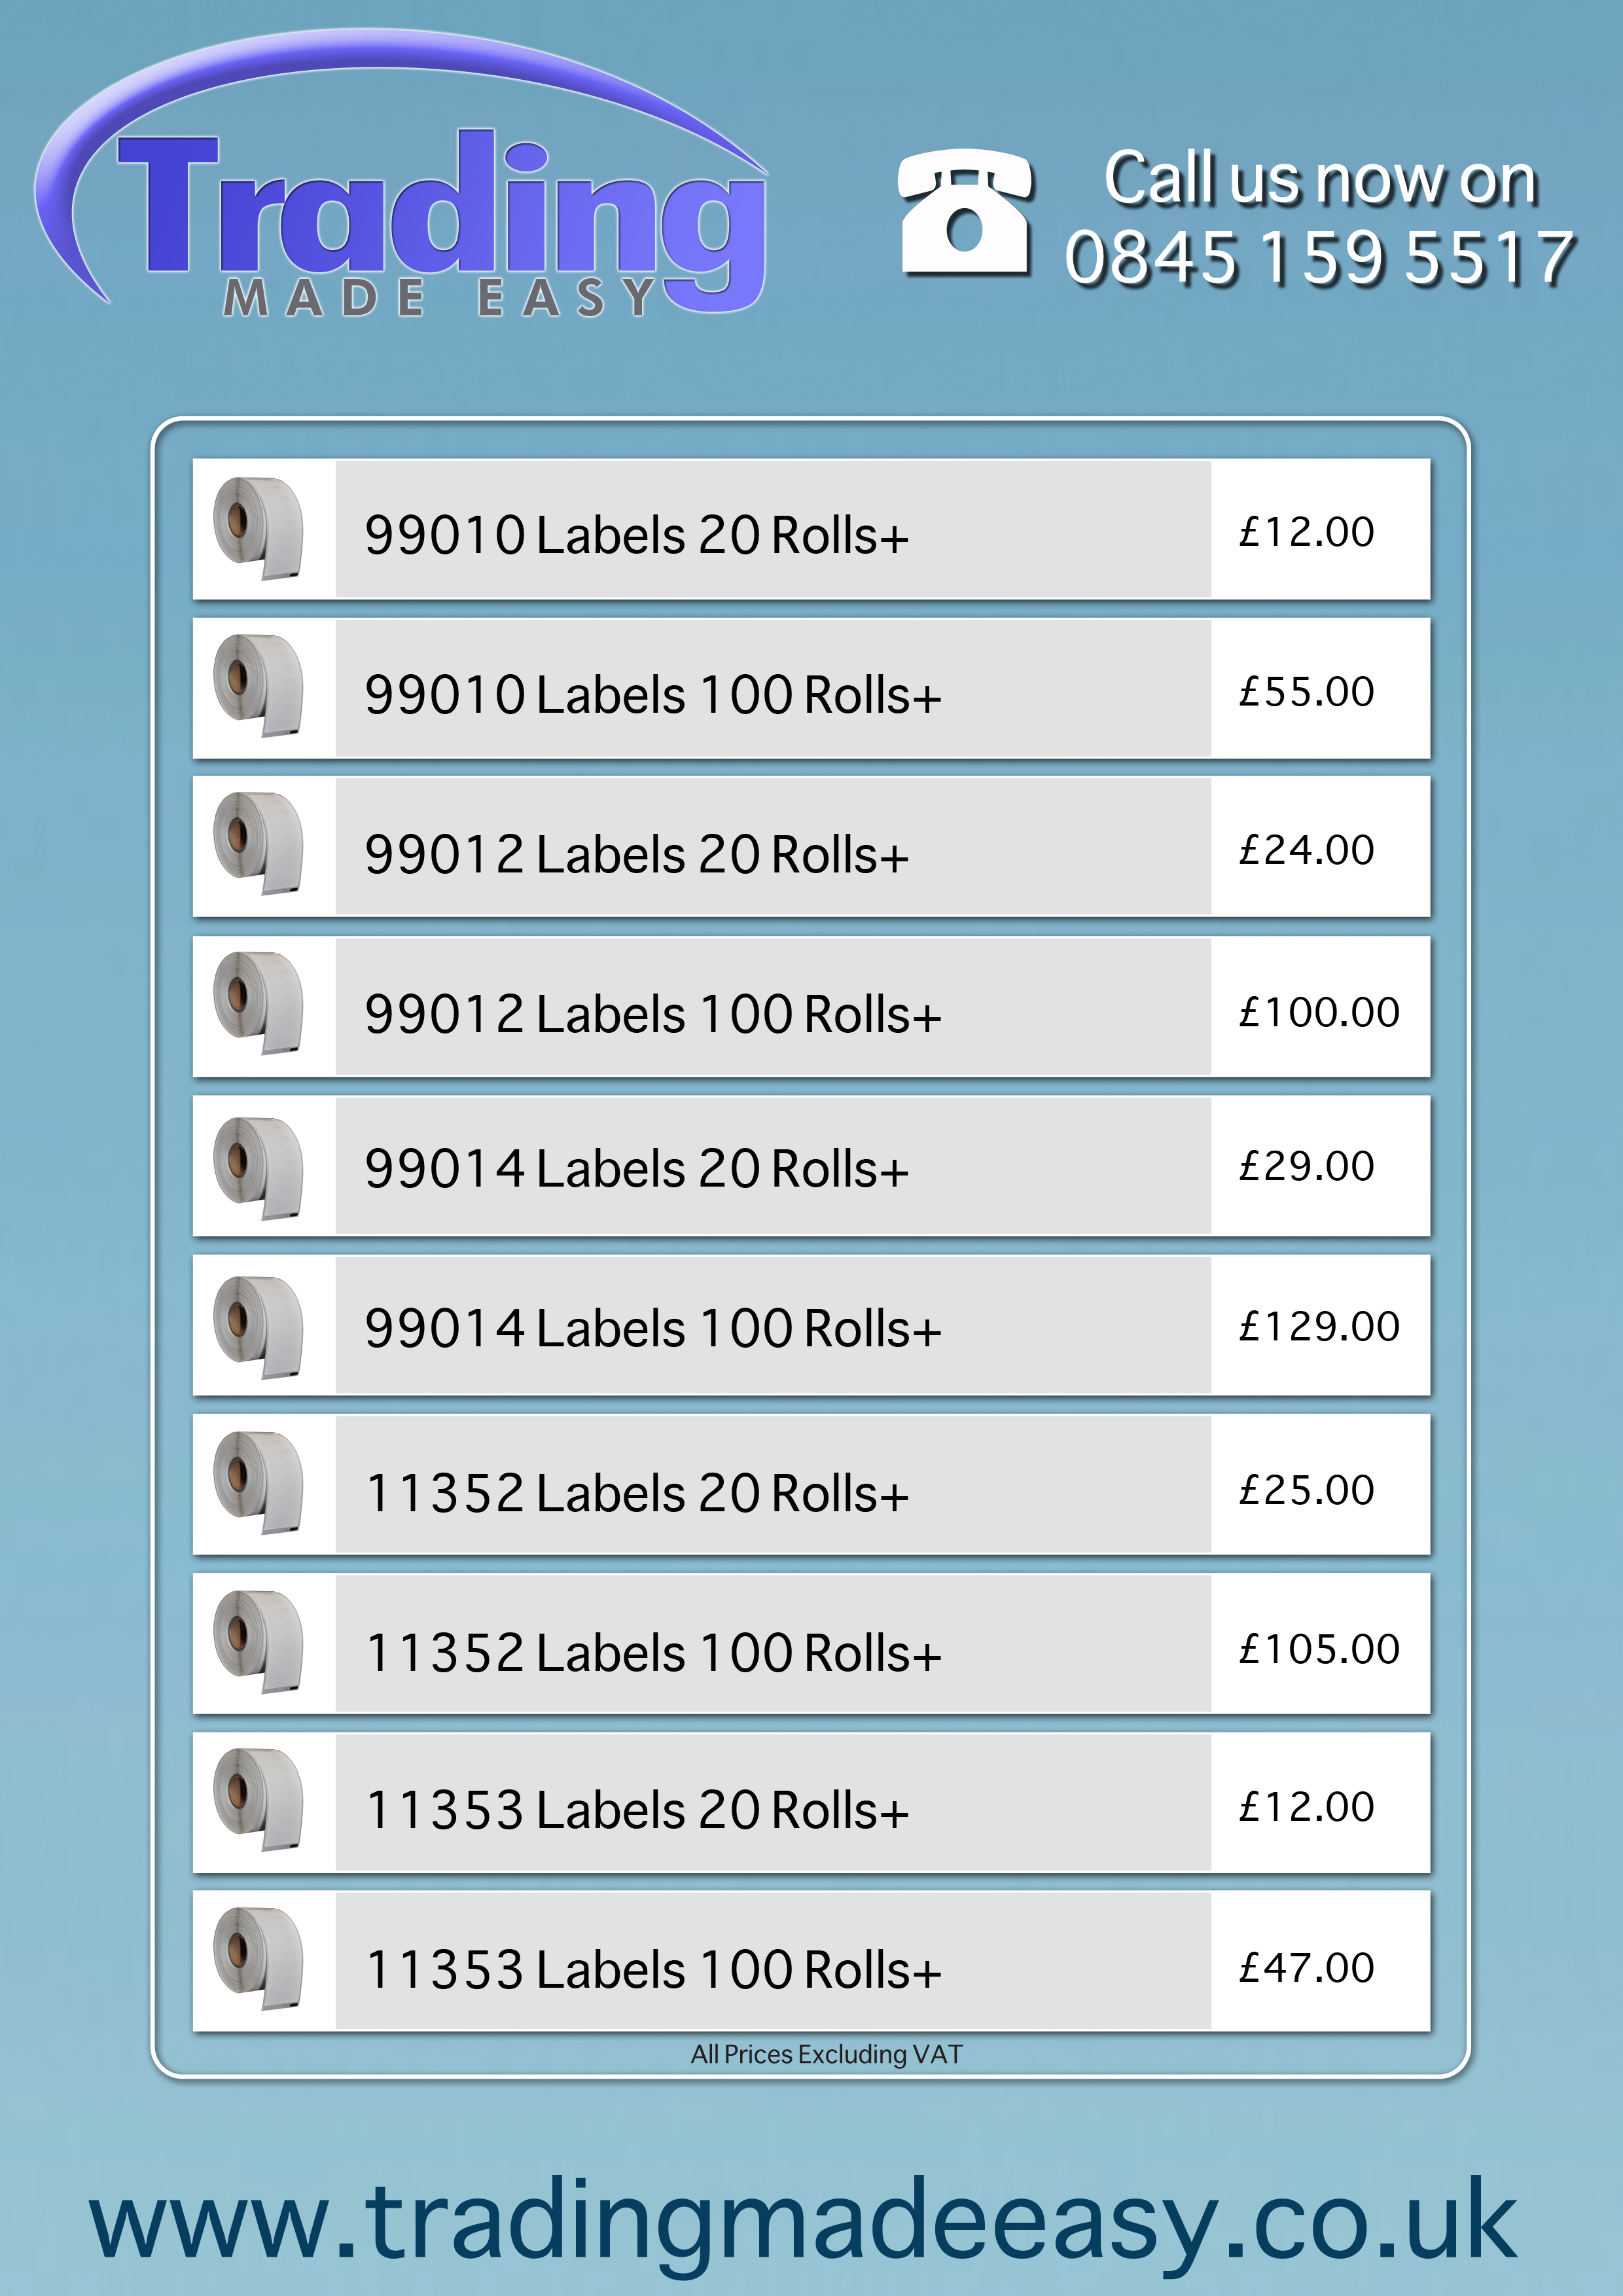 Trading
MADE EASY
Call us now on
0845 159 5517
99010 Labels 20 Rolls+ £12.00
99010 Labels 100 Rolls+ £55.00
99012 Labels 20 Rolls+ £24.00
99012 Labels 100 Rolls+ £100.00
99014 Labels 20 Rolls+ £29.00
99014 Labels 100 Rolls+ £129.00
11352 Labels 20 Rolls+ £25.00
11352 Labels 100 Rolls+ £105.00
11353 Labels 20 Rolls+ £12.00
11353 Labels 100 Rolls+ £47.00
All Prices Excluding VAT
www.tradingmadeeasy.co.uk